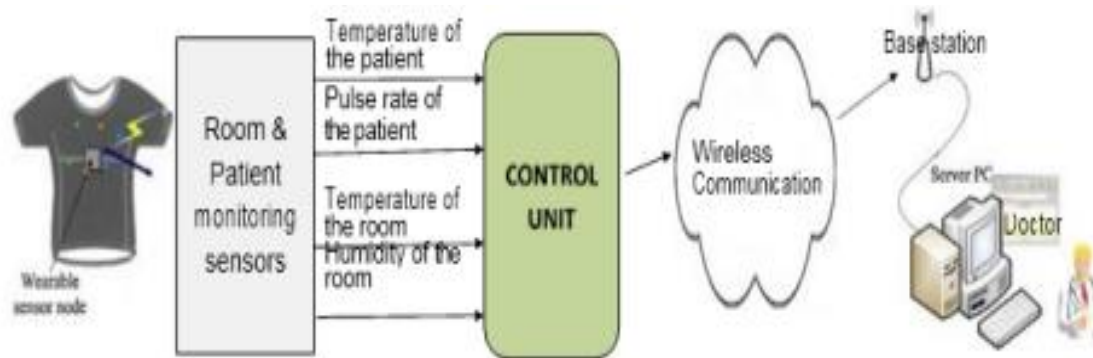 Wearable
sensor node
Room &
Patient
monitoring
sensors
Temperature of
the patient
Pulse rate of
the patient
Temperature of
the room
Humidity of the
room
CONTROL
UNIT
Wireless
Communication
Base station
Server PC
Doctor